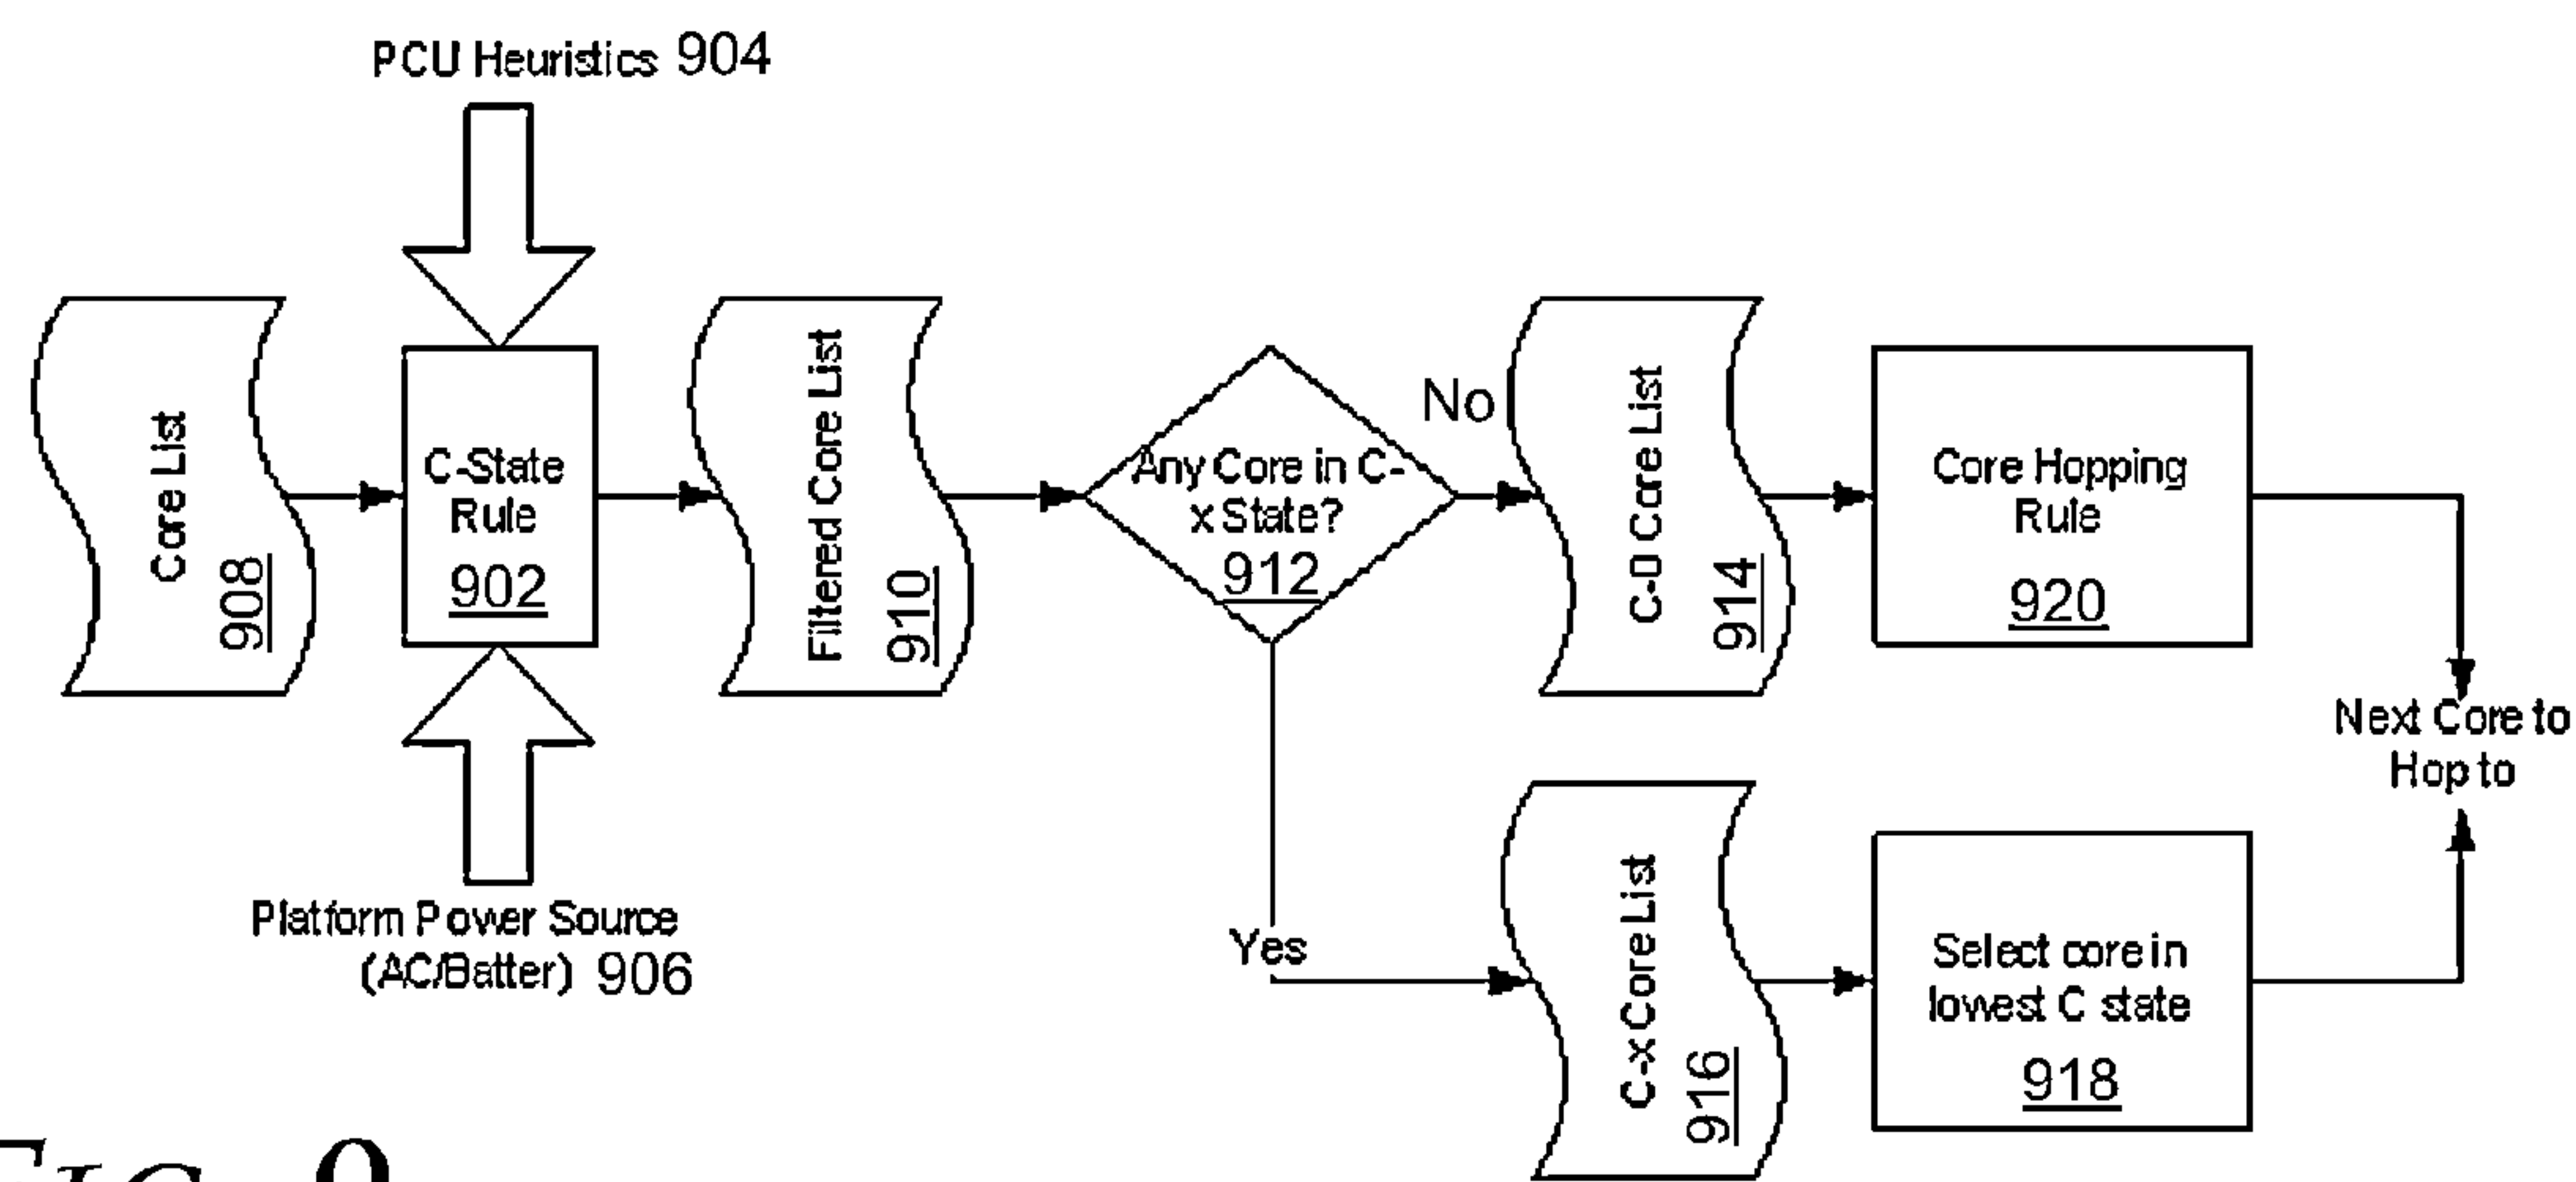 PCU Heuristics 904
Core List
908
C-State
Rule
902
Platform Power Source
(AC/Batter) 906
Filtered Core List
910
Any Core in C-
x State?
912
No
Yes
C-0 Core List
914
Core Hopping
Rule
920
C-x Core List
916
Select core in
lowest C state
918
Next Core to
Hop to
FIG. 9